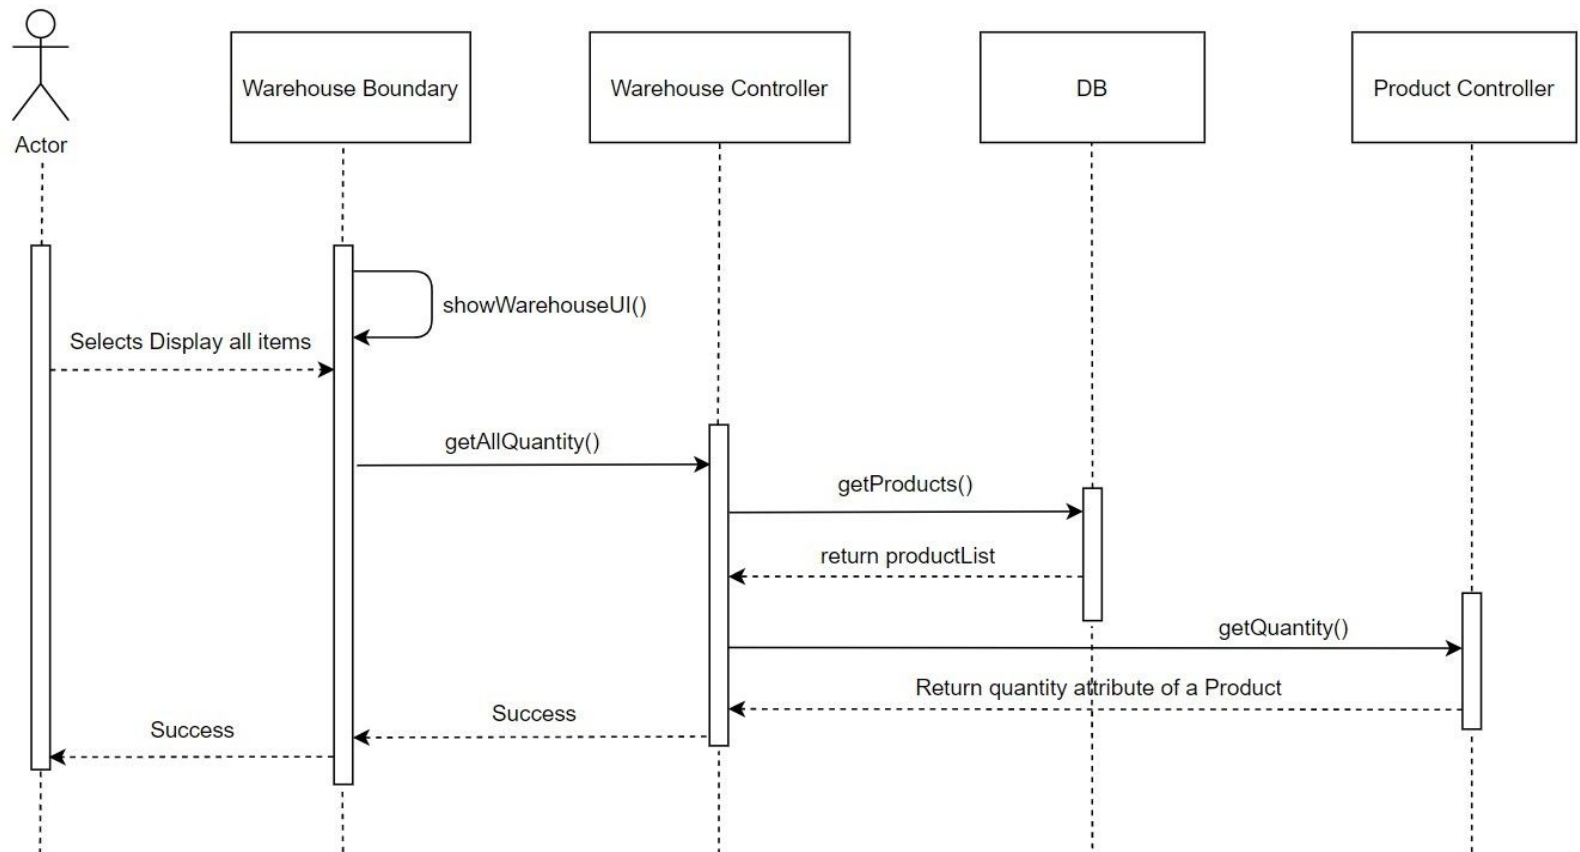 Actor
Warehouse Boundary
Warehouse Controller
DB
Product Controller
showWarehouseUI()
Selects Display all items
getAllQuantity()
getProducts()
return productList
getQuantity()
Return quantity attribute of a Product
Success
Success